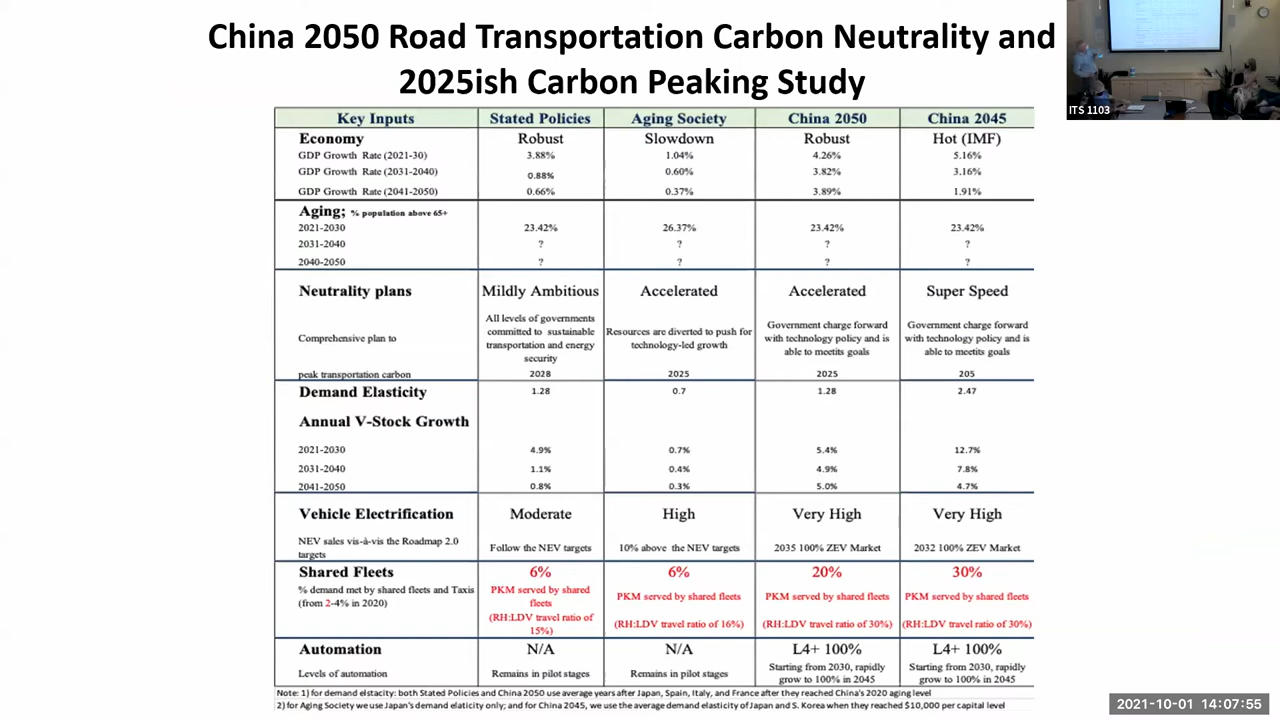 China 2050 Road Transportation Carbon Neutrality and
2025ish Carbon Peaking Study
ITS 1103
Key Inputs Stated Policies Aging Society China 2050 China 2045
Economy Robust Slowdown Robust Hot (IMF)
GDP Growth Rate (2021-30) 3.88% 1.04% 4.26% 5.16%
GDP Growth Rate (2031-2040) 0.88% 0.60% 3.82% 3.16%
GDP Growth Rate (2041-2050) 0.66% 0.37% 3.89% 1.91%
Aging; % population above 65+
2021-2030 23.42% 26.37% 23.42% 23.42%
2031-2040 ? ? ? ?
2040-2050 ? ? ? ?
Neutrality plans Mildly Ambitious Accelerated Accelerated Super Speed
Comprehensive plan to
All levels of governments
committed to sustainable
transportation and energy
security
Resources are diverted to push for
technology-led growth
Government charge forward
with technology policy and is
able to meetits goals
Government charge forward
with technology policy and is
able to meetits goals
peak transportation carbon 2028 2025 2025 205
Demand Elasticity 1.28 0.7 1.28 2.47
Annual V-Stock Growth
2021-2030 4.9% 0.7% 5.4% 12.7%
2031-2040 1.1% 0.4% 4.9% 7.8%
2041-2050 0.8% 0.3% 5.0% 4.7%
Vehicle Electrification Moderate High Very High Very High
NEV sales vis-à-vis the Roadmap 2.0
targets
Follow the NEV targets 10% above the NEV targets 2035 100% ZEV Market 2032 100% ZEV Market
Shared Fleets 6% 6% 20% 30%
% demand met by shared fleets and Taxis
(from 2-4% in 2020)
PKM served by shared
fleets
(RH:LDV travel ratio of
15%)
PKM served by shared fleets
(RH:LDV travel ratio of 16%)
PKM served by shared fleets
(RH:LDV travel ratio of 30%)
PKM served by shared fleets
(RH:LDV travel ratio of 30%)
Automation N/A N/A L4+ 100% L4+ 100%
Levels of automation Remains in pilot stages Remains in pilot stages
Starting from 2030, rapidly
grow to 100% in 2045
Starting from 2030, rapidly
grow to 100% in 2045
Note: 1) for demand elstacity: both Stated Policies and China 2050 use average years after Japan, Spain, Italy, and France after they reached China's 2020 aging level
2) for Aging Society we use Japan's demand elaticity only; and for China 2045, we use the average demand elasticity of Japan and S. Korea when they reached $10,000 per capital level
2021-10-01 14:07:55